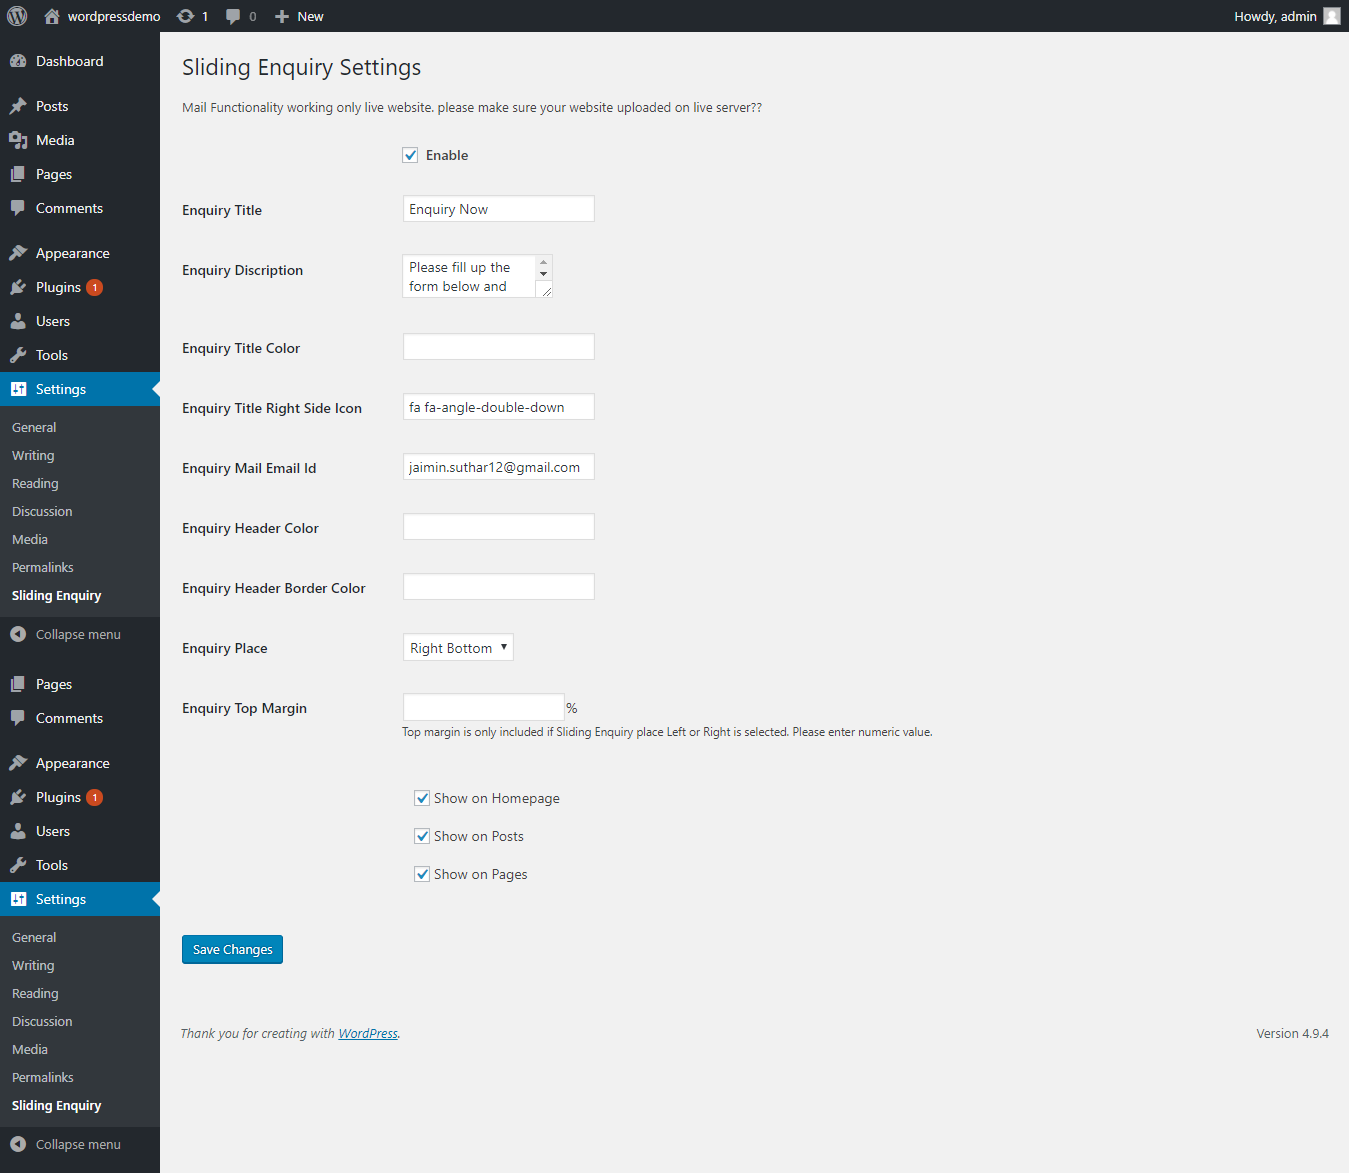 wordpressdemo 1 0 New Howdy, admin
Dashboard
Posts
Media
Pages
Comments
Appearance
Plugins 1
Users
Tools
Settings
General
Writing
Reading
Discussion
Media
Permalinks
Sliding Enquiry
Collapse menu
Pages
Comments
Appearance
Plugins 1
Users
Tools
Settings
General
Writing
Reading
Discussion
Media
Permalinks
Sliding Enquiry
Collapse menu
Sliding Enquiry Settings
Mail Functionality working only live website. please make sure your website uploaded on live server??
Enable
Enquiry Title Enquiry Now
Enquiry Discription Please fill up the
form below and
Enquiry Title Color
Enquiry Title Right Side Icon fa fa-angle-double-down
Enquiry Mail Email Id jaimin.suthar12@gmail.com
Enquiry Header Color
Enquiry Header Border Color
Enquiry Place Right Bottom
Enquiry Top Margin %
Top margin is only included if Sliding Enquiry place Left or Right is selected. Please enter numeric value.
Show on Homepage
Show on Posts
Show on Pages
Save Changes
Thank you for creating with WordPress. Version 4.9.4